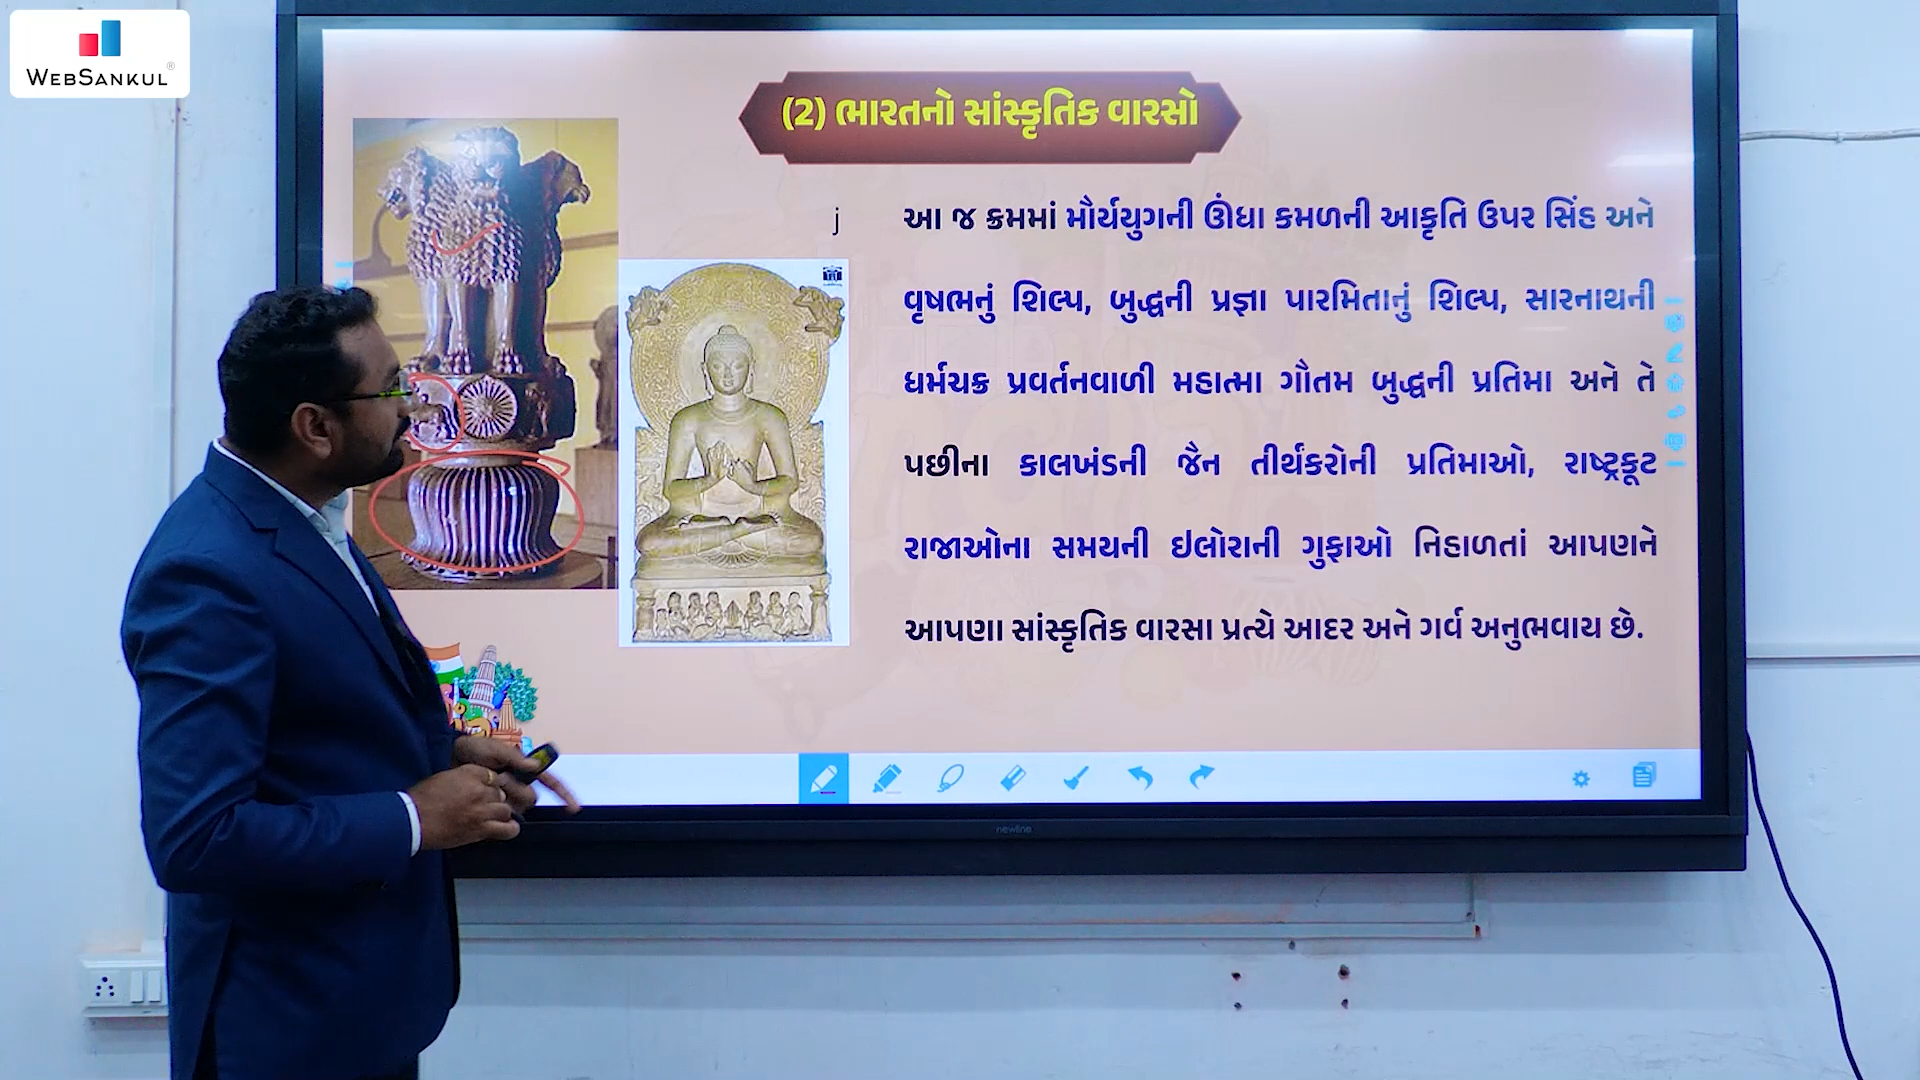 WEBSANKUL®
(2) ભારતનો સાંસ્કૃતિક વારસો
j
આ જ ક્રમમાં મૌર્યયુગની ઊંધા કમળની આકૃતિ ઉપર સિંહ અને
વૃષભનું શિલ્પ, બુદ્ધની પ્રજ્ઞા પારમિતાનું શિલ્પ, સારનાથની
ધર્મચક્ર પ્રવર્તનવાળી મહાત્મા ગૌતમ બુદ્ધની પ્રતિમા અને તે
પછીના કાલખંડની જૈન તીર્થંકરોની પ્રતિમાઓ, રાષ્ટ્રકૂટ
રાજાઓના સમયની ઇલોરાની ગુફાઓ નિહાળતાં આપણને
આપણા સાંસ્કૃતિક વારસા પ્રત્યે આદર અને ગર્વ અનુભવાય છે.
newline